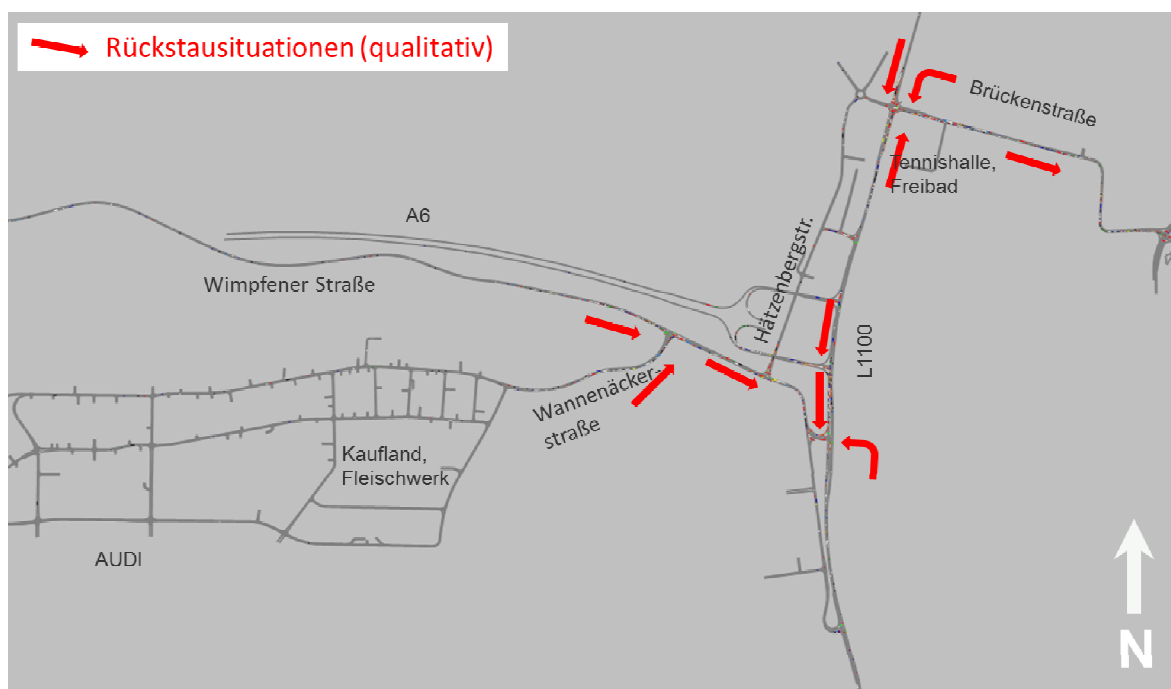 Rückstausituationen (qualitativ)
Brückenstraße
Tennishalle,
Freibad
A6
Hätzenbergstr.
Wimpfener Straße
L1100
Wannenäcker-
straße
Kaufland,
Fleischwerk
AUDI
N